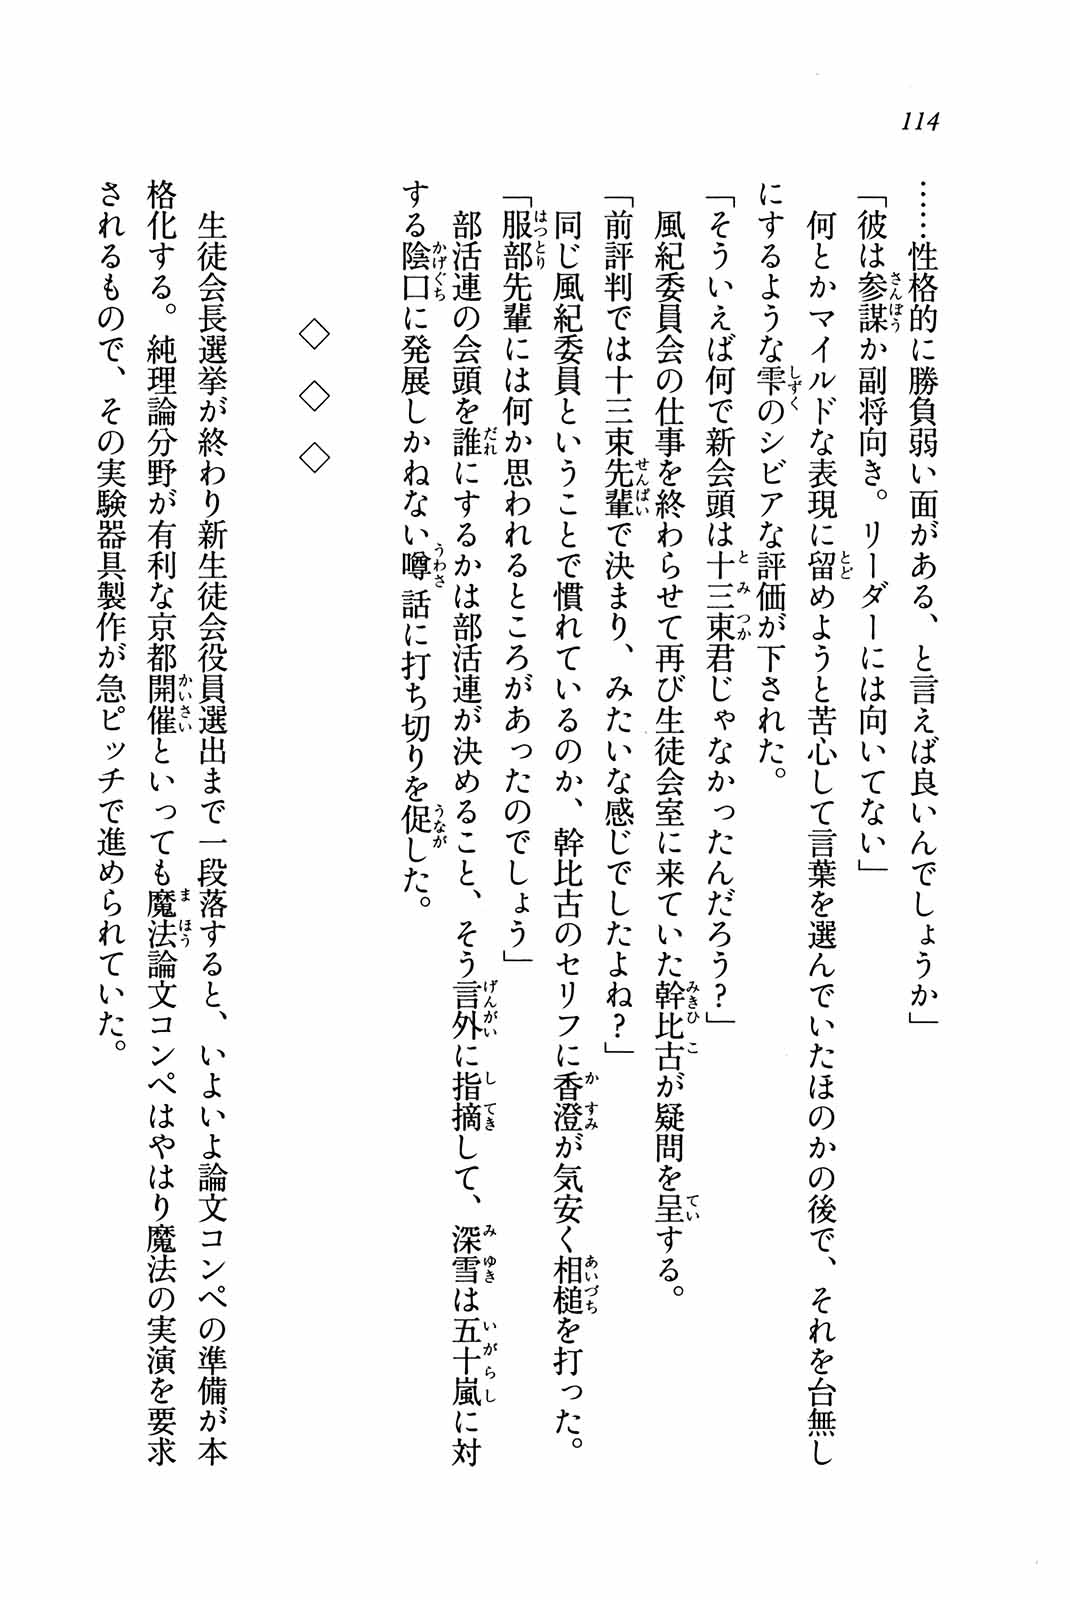 114
……性格的に勝負弱い面がある、と言えば良いんでしょうか」
「彼は参謀か副将向き。リーダーには向いてない」
何とかマイルドな表現に留めようと苦心して言葉を選んでいたほのかの後で、それを台無し
にするような雫のシビアな評価が下された。
「そういえば何で新会頭は十三束君じゃなかったんだろう?」
風紀委員会の仕事を終わらせて再び生徒会室に来ていた幹比古が疑問を呈する。
「前評判では十三束先輩で決まり、みたいな感じでしたよね?」
同じ風紀委員ということで慣れているのか、幹比古のセリフに香澄が気安く相槌を打った。
「服部先輩には何か思われるところがあったのでしょう」
部活連の会頭を誰にするかは部活連が決めること、そう言外に指摘して、深雪は五十嵐に対
する陰口に発展しかねない噂話に打ち切りを促した。
◇ ◇ ◇
生徒会長選挙が終わり新生徒会役員選出まで一段落すると、いよいよ論文コンペの準備が本
格化する。純理論分野が有利な京都開催といっても魔法論文コンペはやはり魔法の実演を要求
されるもので、その実験器具製作が急ピッチで進められていた。